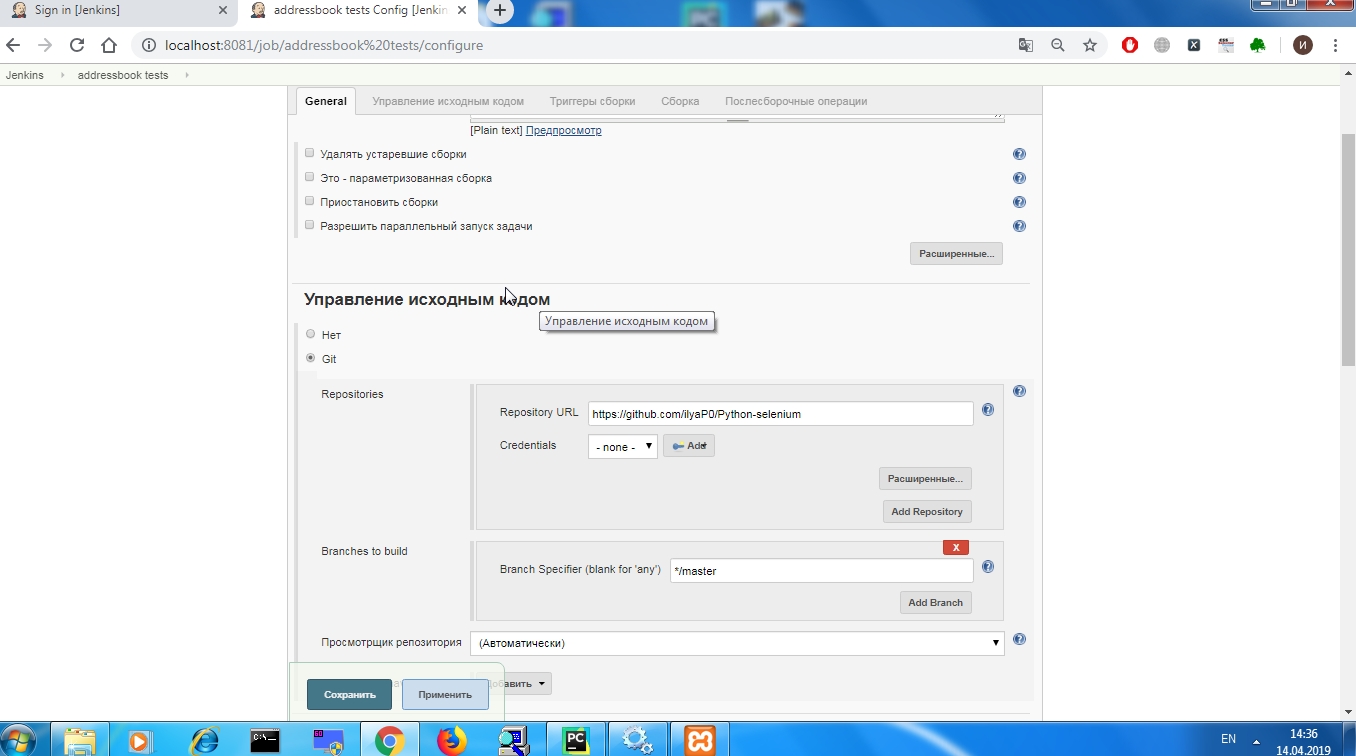 Sign in [Jenkins]
addressbook tests Config [Jenkin
localhost:8081/job/addressbook%20tests/configure
И
Jenkins
addressbook tests
General
Управление исходным кодом
Триггеры сборки
Сборка
Послесборочные операции
[Plain text] Предпросмотр
Удалять устаревшие сборки
Это - параметризованная сборка
Приостановить сборки
Разрешить параллельный запуск задачи
Расширенные...
Управление исходным кодом
Управление исходным кодом
Нет
Git
Repositories
Repository URL
https://github.com/ilyaP0/Python-selenium
Credentials
- none -
Add
Расширенные...
Add Repository
Branches to build
X
Branch Specifier (blank for 'any')
*/master
Add Branch
Просмотрщик репозитория
(Автоматически)
Сохранить
Применить
EN
14:36
14.04.2019